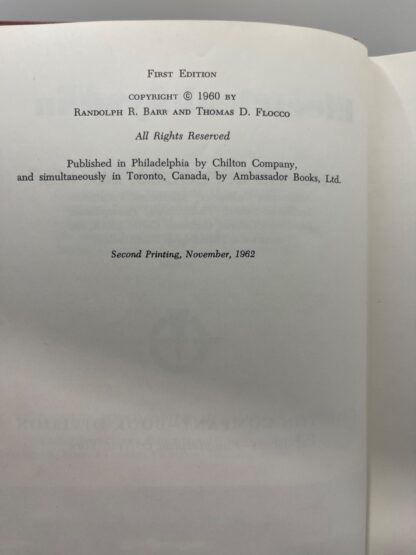 First Edition
COPYRIGHT © 1960 BY
Randolph R. Barr and Thomas D. Flocco
All Rights Reserved
Published in Philadelphia by Chilton Company,
and simultaneously in Toronto, Canada, by Ambassador Books, Ltd.
Second Printing, November, 1962